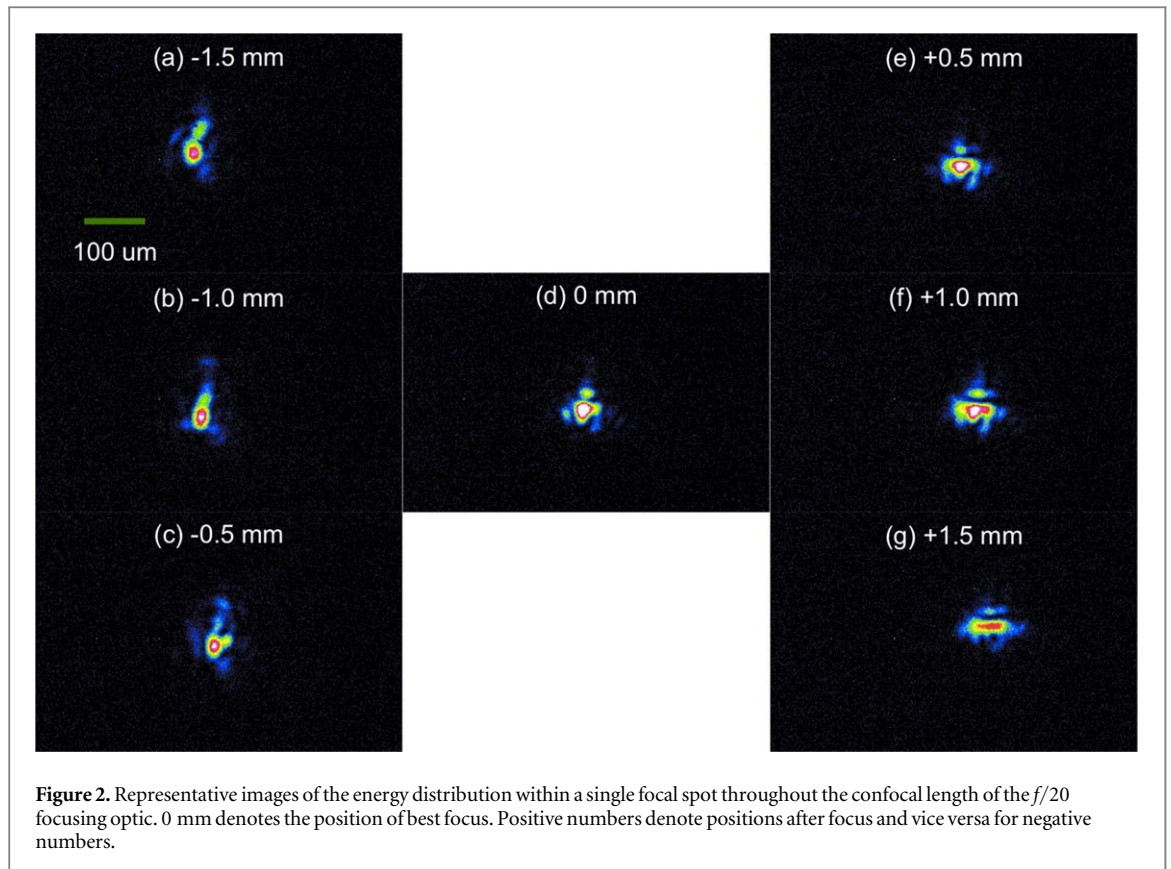 (a) -1.5 mm
100 um
(b) -1.0 mm
(c) -0.5 mm
(d) 0 mm
(e) +0.5 mm
(f) +1.0 mm
(g) +1.5 mm
Figure 2. Representative images of the energy distribution within a single focal spot throughout the confocal length of the f/20
focusing optic. 0 mm denotes the position of best focus. Positive numbers denote positions after focus and vice versa for negative
numbers.